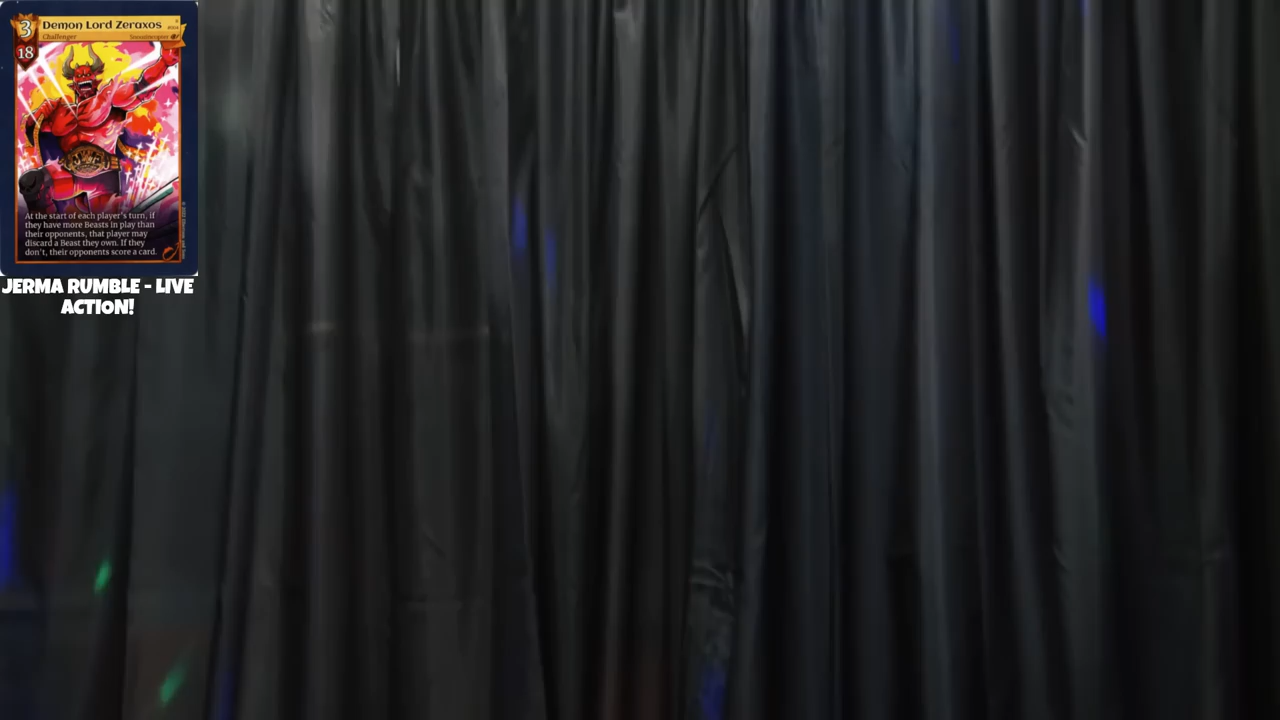 3
Demon Lord Zeraxos
Challenger
18
At the start of each player's turn, if
they have more Beasts in play than
their opponents, that player may
discard a Beast they own. If they
don't, their opponents score a card.
JERMA RUMBLE - LIVE
ACTION!